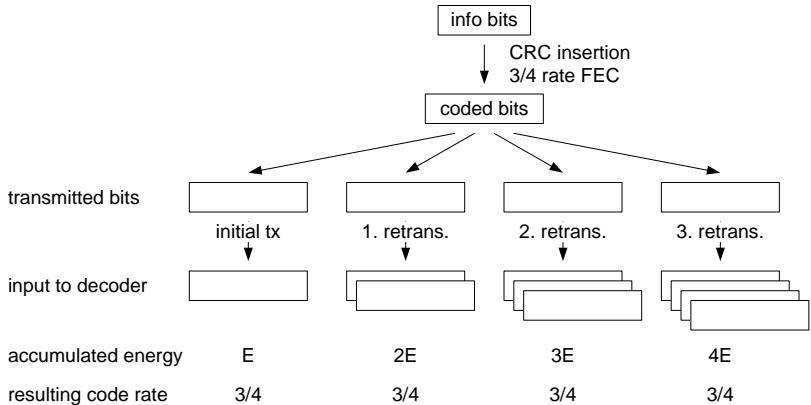 info bits
CRC insertion
3/4 rate FEC
coded bits
transmitted bits
initial tx 1. retrans. 2. retrans. 3. retrans.
input to decoder
accumulated energy E 2E 3E 4E
resulting code rate 3/4 3/4 3/4 3/4